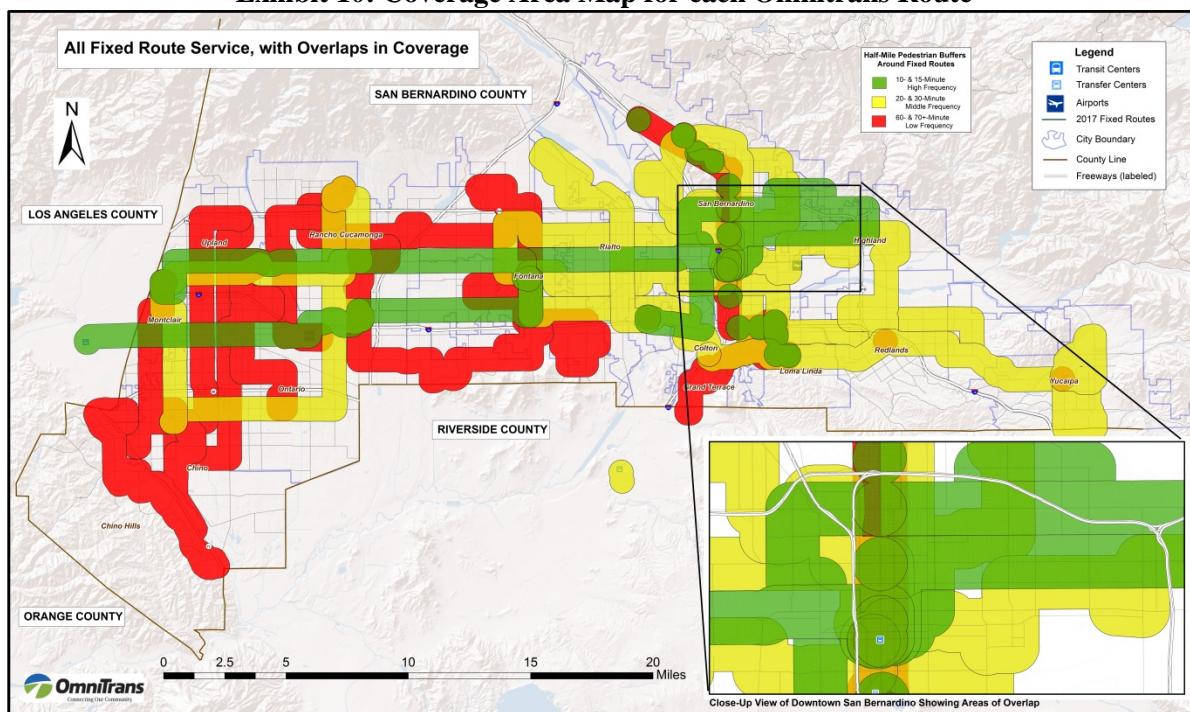 Exhibit 10: Coverage Area Map for each Omnitrans Route
All Fixed Route Service, with Overlaps in Coverage
N
SAN BERNARDINO COUNTY
LOS ANGELES COUNTY
RIVERSIDE COUNTY
ORANGE COUNTY
Half-Mile Pedestrian Buffers
Around Fixed Routes
10- & 15-Minute
High Frequency
20- & 30-Minute
Middle Frequency
60- & 70+-Minute
Low Frequency
Legend
Transit Centers
Transfer Centers
Airports
2017 Fixed Routes
City Boundary
County Line
Freeways (labeled)
Upland
Rancho Cucamonga
San Bernardino
Highland
Rialto
Fontana
Montclair
Colton
Redlands
Loma Linda
Yucaipa
Grand Terrace
Ontario
Chino
Chino Hills
0 2.5 5 10 15 20
Miles
OmniTrans
Connecting Our Community
Close-Up View of Downtown San Bernardino Showing Areas of Overlap